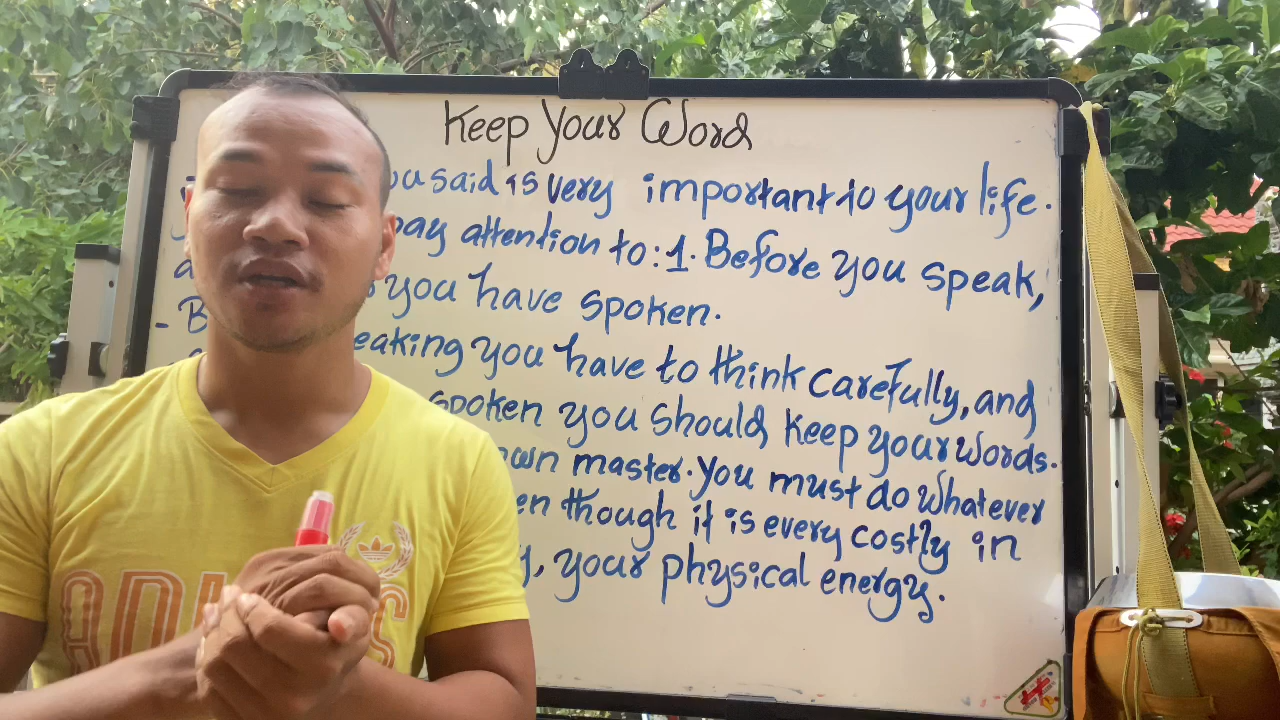 Keep Your Word
said is very important to your life.
pay attention to: 1. Before you speak,
you have spoken.
- B
eaking you have to think carefully, and
spoken you should keep your words.
own master. You must do whatever
en though it is every costly in
y, your physical energy.
ADI S